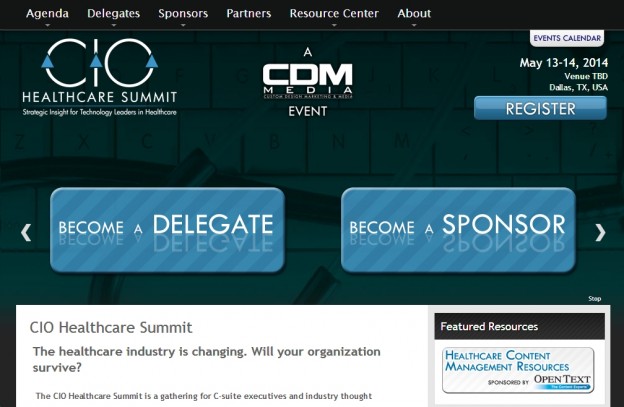 Agenda Delegates Sponsors Partners Resource Center About
EVENTS CALENDAR
CIO
HEALTHCARE SUMMIT
Strategic Insight for Technology Leaders in Healthcare
A
CDM
MEDIA
CUSTOM DESIGN MARKETING & MEDIA
EVENT
May 13-14, 2014
Venue TBD
Dallas, TX, USA
REGISTER
BECOME A DELEGATE
BECOME A SPONSOR
Stop
CIO Healthcare Summit
The healthcare industry is changing. Will your organization
survive?
The CIO Healthcare Summit is a gathering for C-suite executives and industry thought
Featured Resources
HEALTHCARE CONTENT
MANAGEMENT RESOURCES
SPONSORED BY OPEN TEXT
The Content Experts